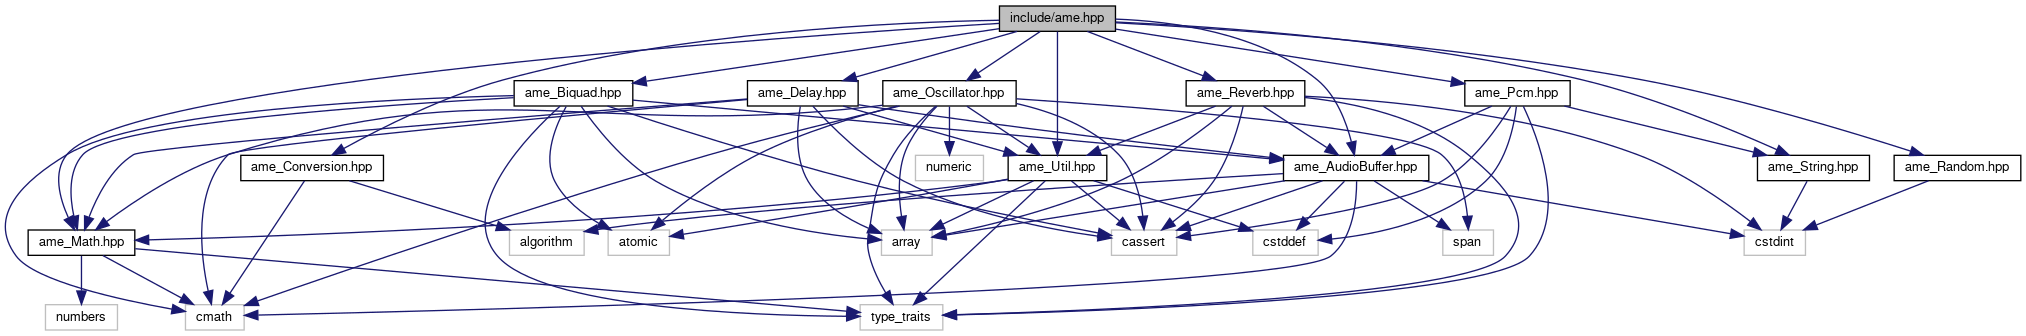 include/ame.hpp
ame_Biquad.hpp
ame_Delay.hpp
ame_Oscillator.hpp
ame_Reverb.hpp
ame_Pcm.hpp
ame_Conversion.hpp
numeric
ame_Util.hpp
ame_AudioBuffer.hpp
ame_String.hpp
ame_Random.hpp
ame_Math.hpp
algorithm
atomic
array
cassert
cstddef
span
cstdint
numbers
cmath
type_traits